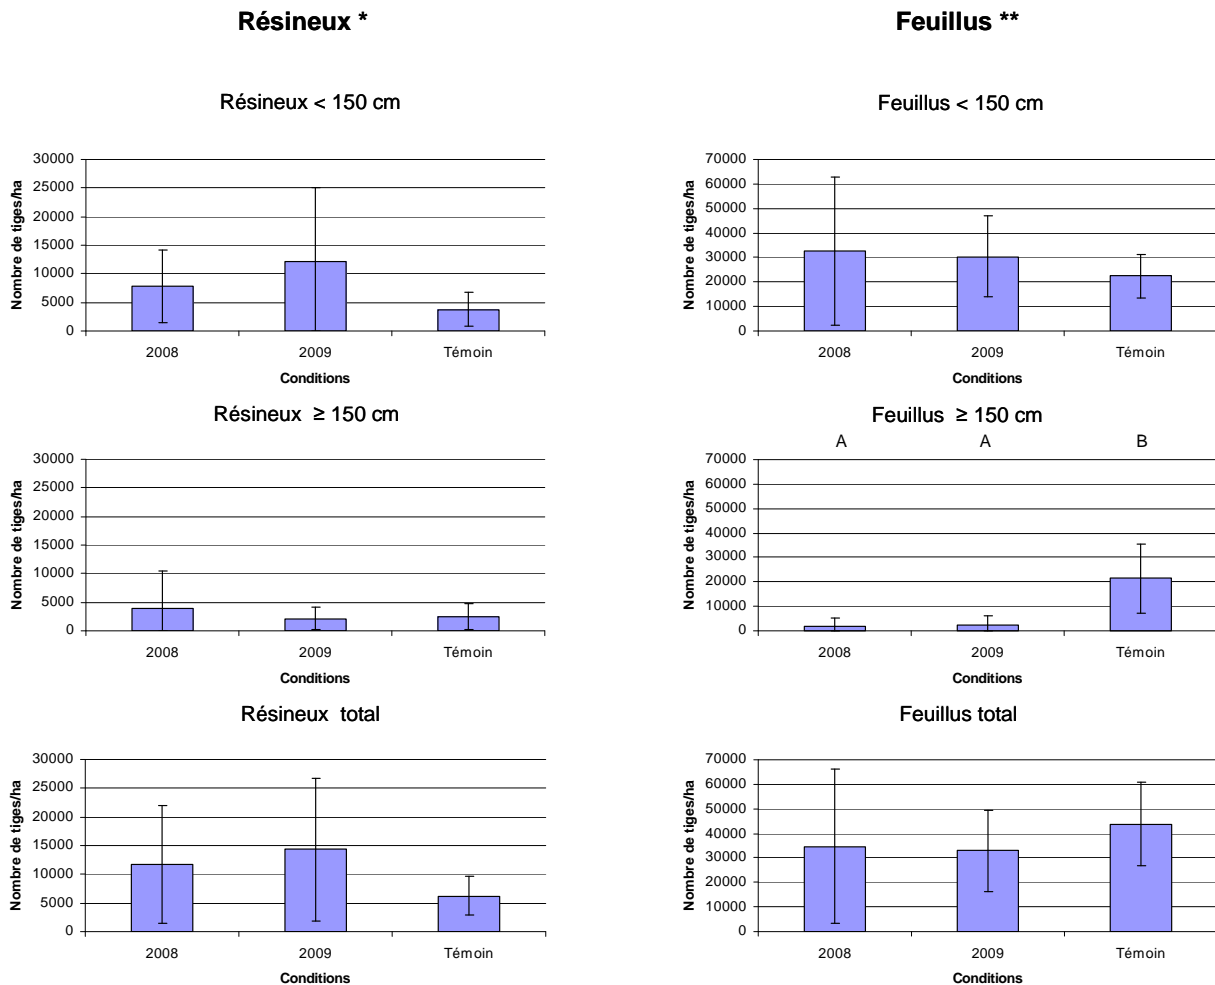 Résineux *
Feuillus **
Résineux < 150 cm
30000
25000
20000
15000
10000
5000
0
Nombre de tiges/ha
2008 2009 Témoin
Conditions
Feuillus < 150 cm
70000
60000
50000
40000
30000
20000
10000
0
Nombre de tiges/ha
2008 2009 Témoin
Conditions
Résineux ≥ 150 cm
30000
25000
20000
15000
10000
5000
0
Nombre de tiges/ha
2008 2009 Témoin
Conditions
Feuillus ≥ 150 cm
A A B
70000
60000
50000
40000
30000
20000
10000
0
Nombre de tiges/ha
2008 2009 Témoin
Conditions
Résineux total
30000
25000
20000
15000
10000
5000
0
Nombre de tiges/ha
2008 2009 Témoin
Conditions
Feuillus total
70000
60000
50000
40000
30000
20000
10000
0
Nombre de tiges/ha
2008 2009 Témoin
Conditions